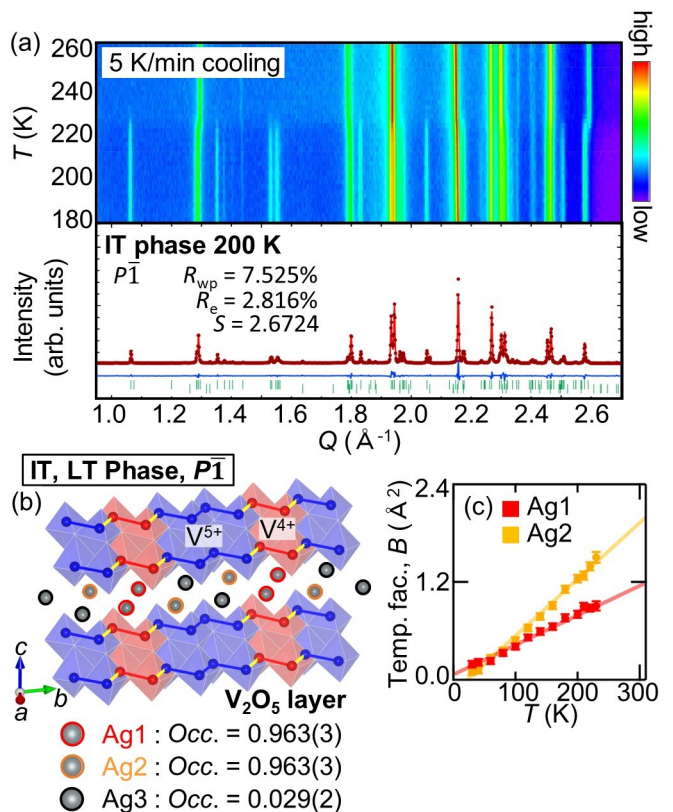 (a)
260
240
220
200
180
T (K)
5 K/min cooling
high
low
IT phase 200 K
P1̅ Rwp = 7.525%
Re = 2.816%
S = 2.6724
Intensity
(arb. units)
1.0 1.2 1.4 1.6 1.8 2.0 2.2 2.4 2.6
Q (Å-1)
IT, LT Phase, P1̅
(b)
V5+ V4+
c
b
a
V2O5 layer
Ag1 : Occ. = 0.963(3)
Ag2 : Occ. = 0.963(3)
Ag3 : Occ. = 0.029(2)
(c)
Ag1
Ag2
2.4
1.2
0.0
Temp. fac., B (Å2)
0 100 200 300
T (K)